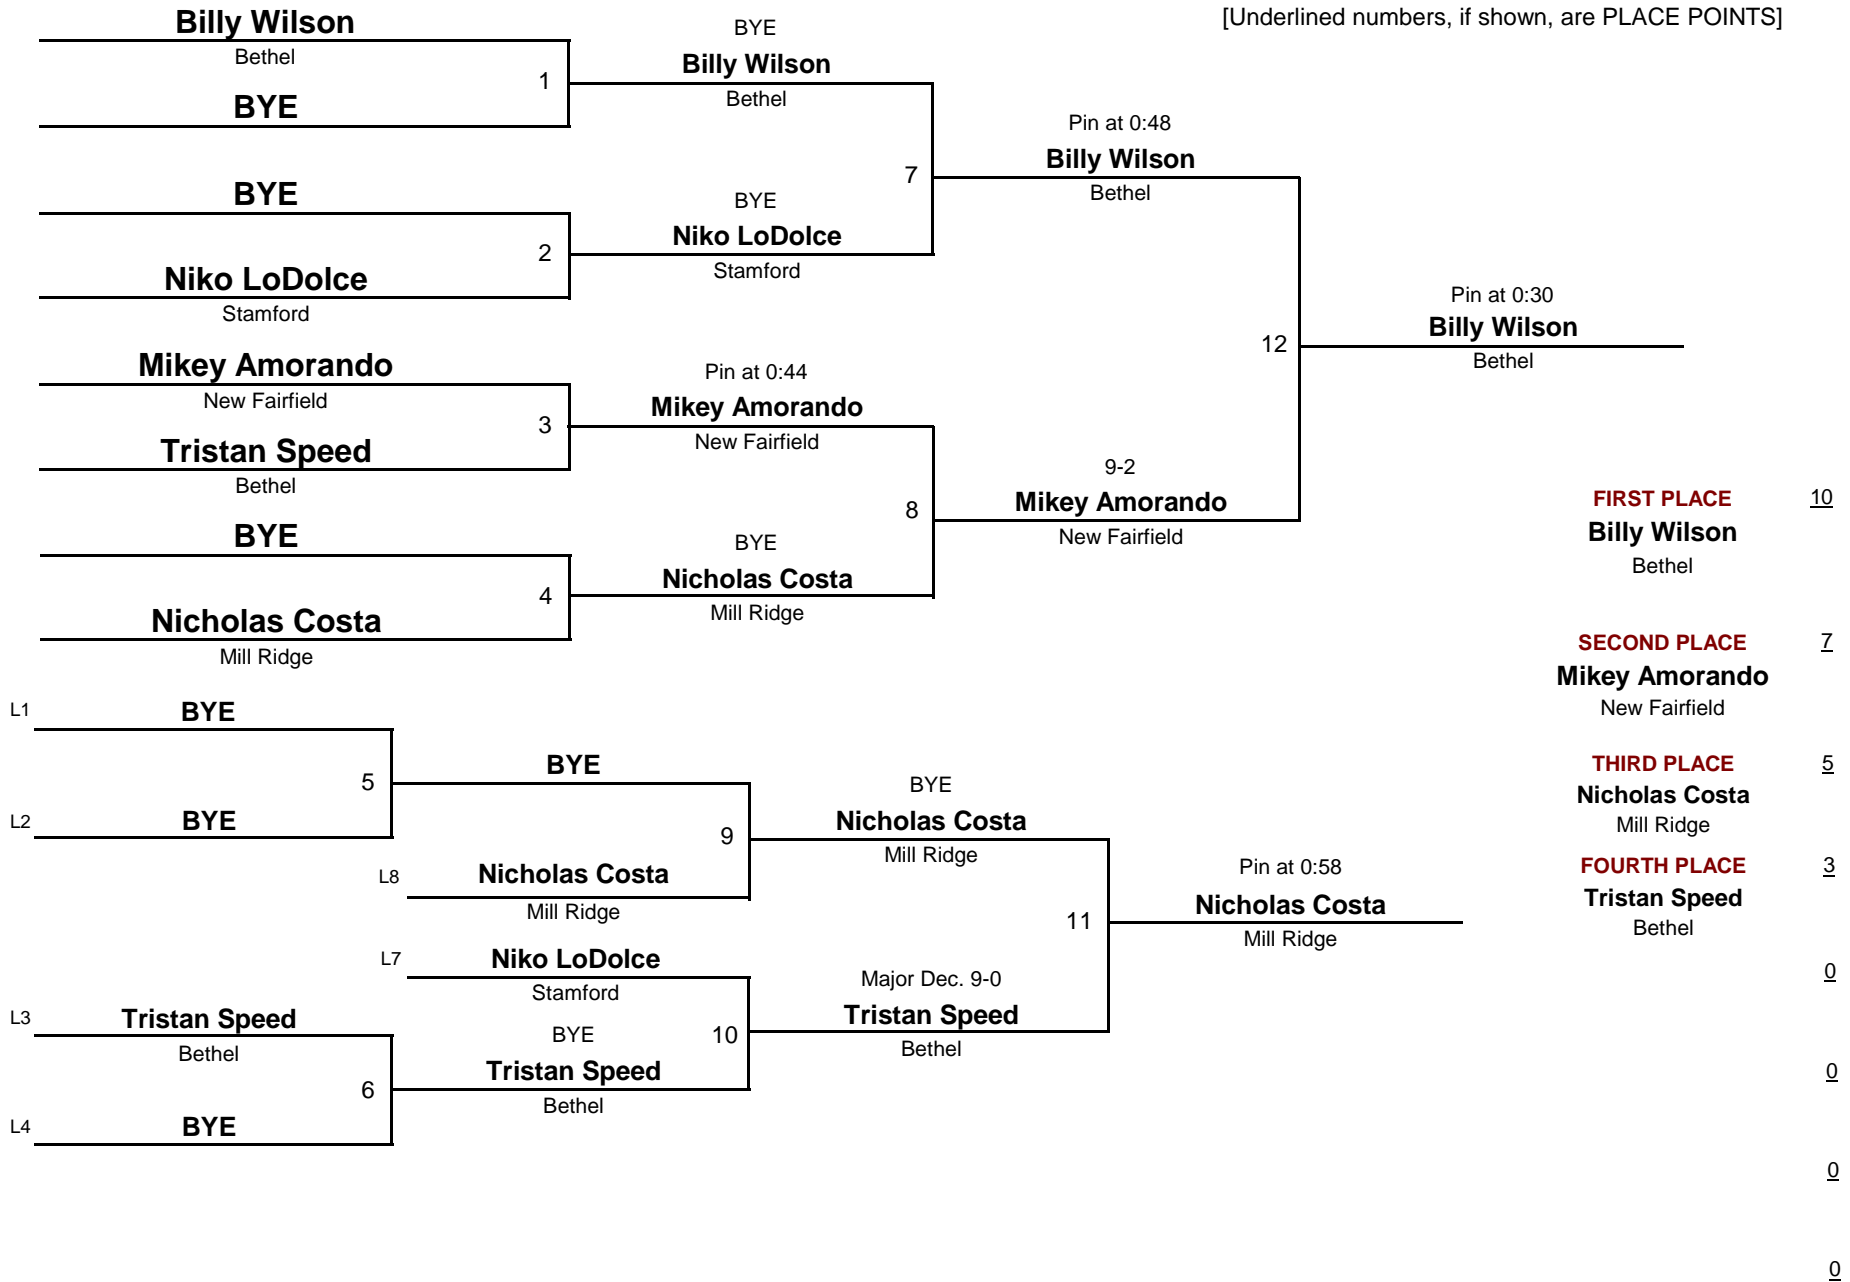 [Underlined numbers, if shown, are PLACE POINTS]
Billy Wilson
Bethel
1
BYE
BYE
Billy Wilson
Bethel
BYE
2
Niko LoDolce
Stamford
BYE
Niko LoDolce
Stamford
7
Pin at 0:48
Billy Wilson
Bethel
Mikey Amorando
New Fairfield
3
Tristan Speed
Bethel
Pin at 0:44
Mikey Amorando
New Fairfield
BYE
4
Nicholas Costa
Mill Ridge
BYE
Nicholas Costa
Mill Ridge
8
9-2
Mikey Amorando
New Fairfield
12
Pin at 0:30
Billy Wilson
Bethel
L1
BYE
5
L2
BYE
BYE
9
L8
Nicholas Costa
Mill Ridge
BYE
Nicholas Costa
Mill Ridge
L7
Niko LoDolce
Stamford
L3
Tristan Speed
Bethel
6
L4
BYE
BYE
Tristan Speed
Bethel
10
Major Dec. 9-0
Tristan Speed
Bethel
11
Pin at 0:58
Nicholas Costa
Mill Ridge
FIRST PLACE 10
Billy Wilson
Bethel
SECOND PLACE 7
Mikey Amorando
New Fairfield
THIRD PLACE 5
Nicholas Costa
Mill Ridge
FOURTH PLACE 3
Tristan Speed
Bethel
0
0
0
0